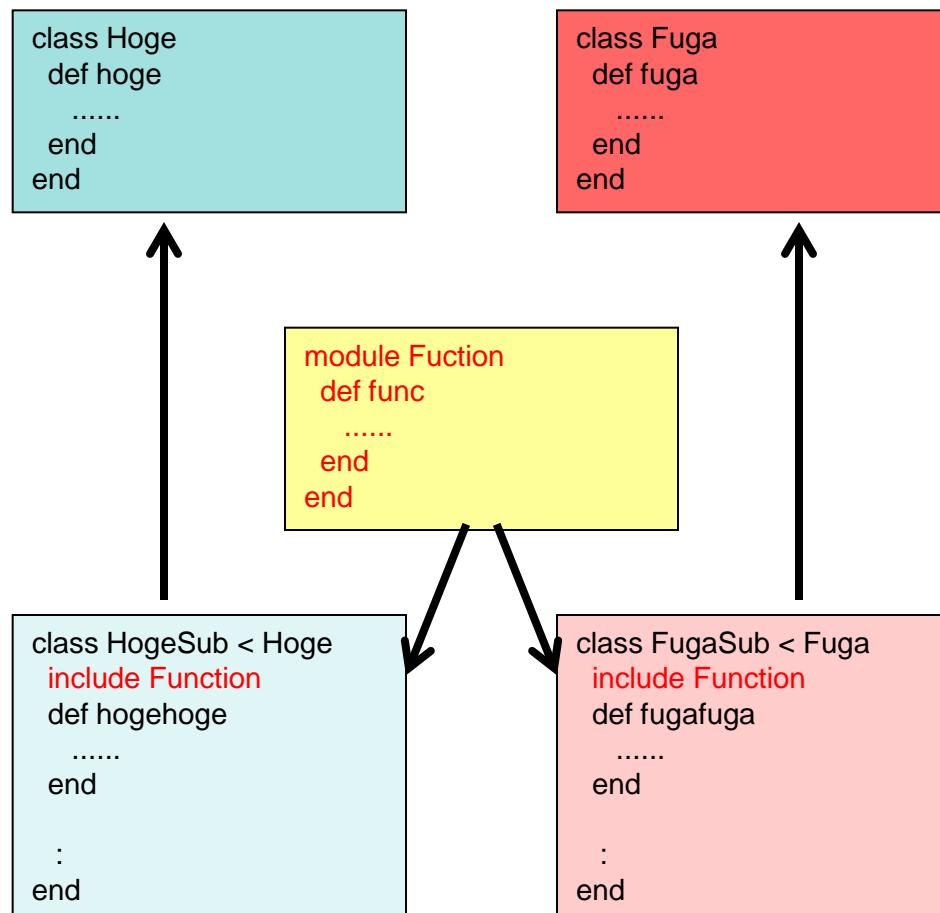 class Hoge
def hoge
......
end
end
class Fuga
def fuga
......
end
end
module Fuction
def func
......
end
end
class HogeSub < Hoge
include Function
def hogehoge
......
end
:
end
class FugaSub < Fuga
include Function
def fugafuga
......
end
:
end